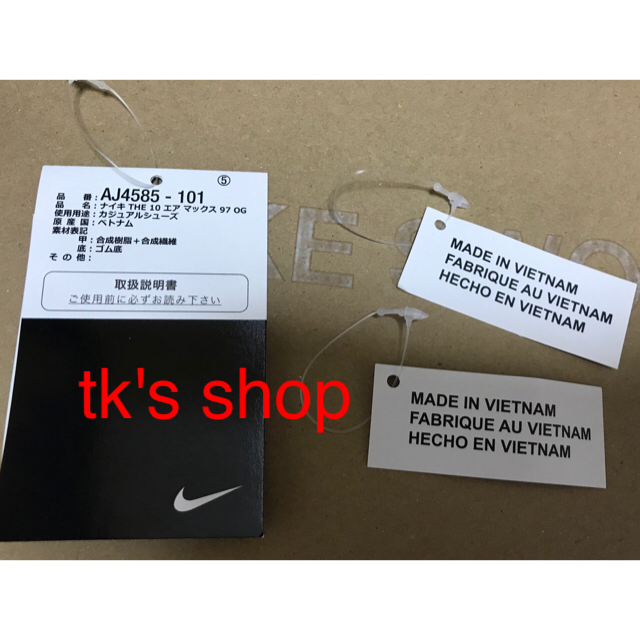 ⑤
品 番：AJ4585 - 101
品 名：ナイキ THE 10 エア マックス 97 OG
使用用途：カジュアルシューズ
原 産 国：ベトナム
素材表記
甲：合成樹脂＋合成繊維
底：ゴム底
そ の 他：
取扱説明書
ご使用前に必ずお読み下さい
tk's shop
MADE IN VIETNAM
FABRIQUE AU VIETNAM
HECHO EN VIETNAM
MADE IN VIETNAM
FABRIQUE AU VIETNAM
HECHO EN VIETNAM